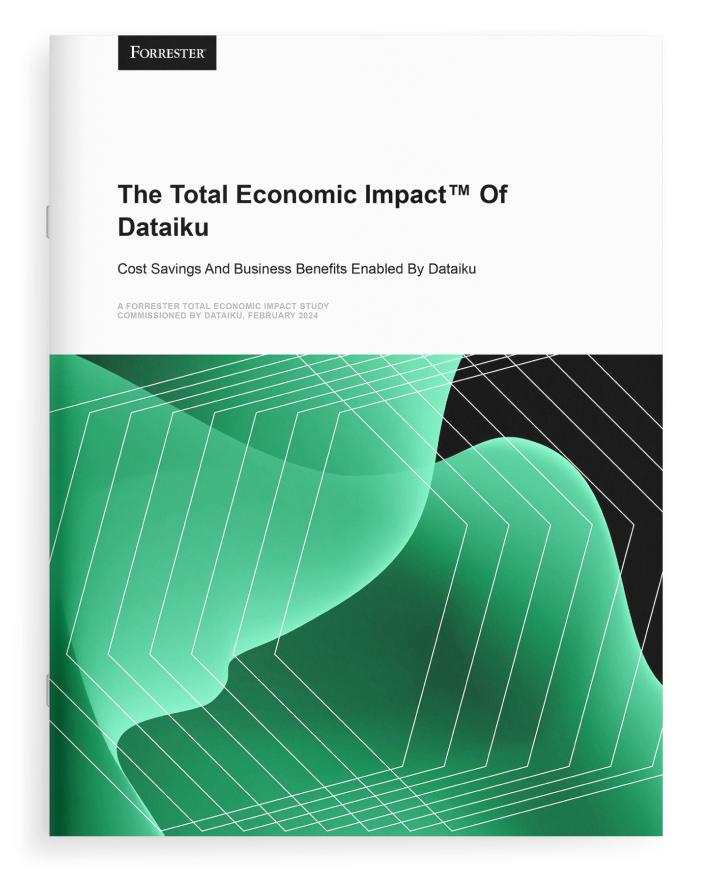 FORRESTER®
The Total Economic Impact™ Of
Dataiku
Cost Savings And Business Benefits Enabled By Dataiku
A FORRESTER TOTAL ECONOMIC IMPACT STUDY
COMMISSIONED BY DATAIKU, FEBRUARY 2024